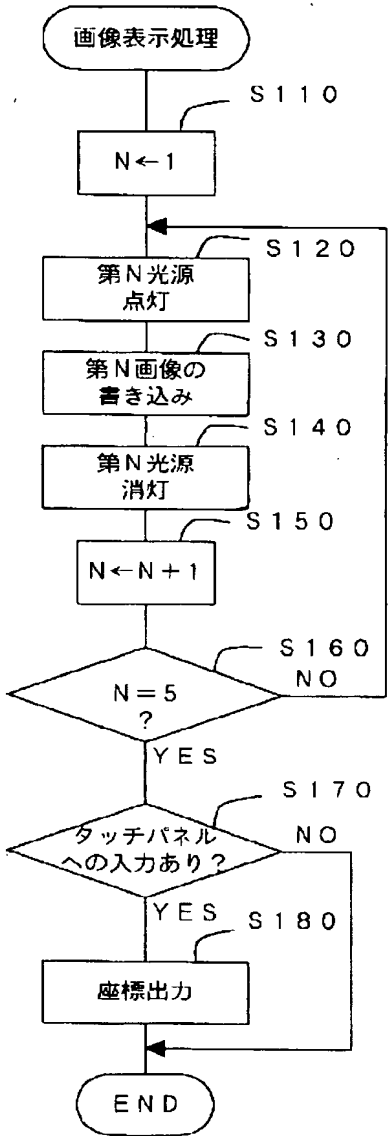 画像表示処理
S110
N←1
S120
第N光源
点灯
S130
第N画像の
書き込み
S140
第N光源
消灯
S150
N←N+1
S160
N=5
?
NO
YES
S170
タッチパネル
への入力あり?
NO
YES
S180
座標出力
END